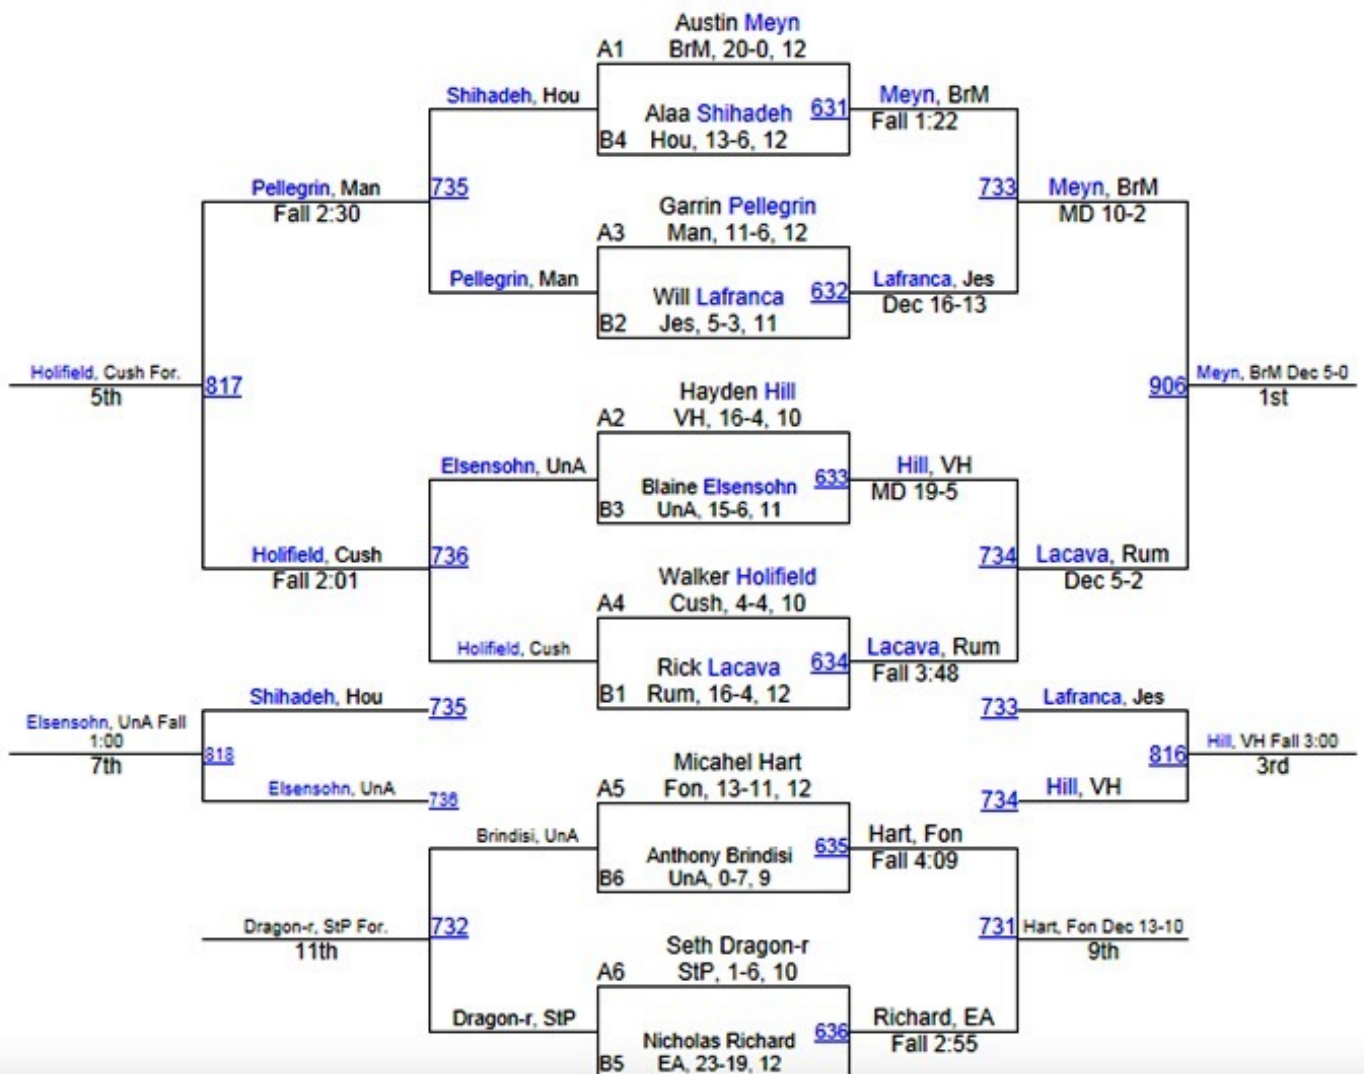 Austin Meyn
A1 BrM, 20-0, 12
Shihadeh, Hou
Alaa Shihadeh 631
B4 Hou, 13-6, 12
Meyn, BrM
Fall 1:22
Pellegrin, Man 735
Fall 2:30
733 Meyn, BrM
MD 10-2
Garrin Pellegrin
A3 Man, 11-6, 12
Pellegrin, Man
Will Lafranca 632
B2 Jes, 5-3, 11
Lafranca, Jes
Dec 16-13
Holifield, Cush For. 817
5th
906 Meyn, BrM Dec 5-0
1st
Hayden Hill
A2 VH, 16-4, 10
Elsensohn, UnA
Blaine Elsensohn 633
B3 UnA, 15-6, 11
Hill, VH
MD 19-5
Holifield, Cush 736
Fall 2:01
734 Lacava, Rum
Dec 5-2
Walker Holifield
A4 Cush, 4-4, 10
Holifield, Cush
Rick Lacava 634
B1 Rum, 16-4, 12
Lacava, Rum
Fall 3:48
Shihadeh, Hou 735
733 Lafranca, Jes
Elsensohn, UnA Fall
1:00
7th
818
816 Hill, VH Fall 3:00
3rd
Elsensohn, UnA 736
734 Hill, VH
Micahel Hart
A5 Fon, 13-11, 12
Brindisi, UnA
Anthony Brindisi 635
B6 UnA, 0-7, 9
Hart, Fon
Fall 4:09
Dragon-r, StP For. 732
11th
731 Hart, Fon Dec 13-10
9th
Seth Dragon-r
A6 StP, 1-6, 10
Dragon-r, StP
Nicholas Richard 636
B5 EA, 23-19, 12
Richard, EA
Fall 2:55